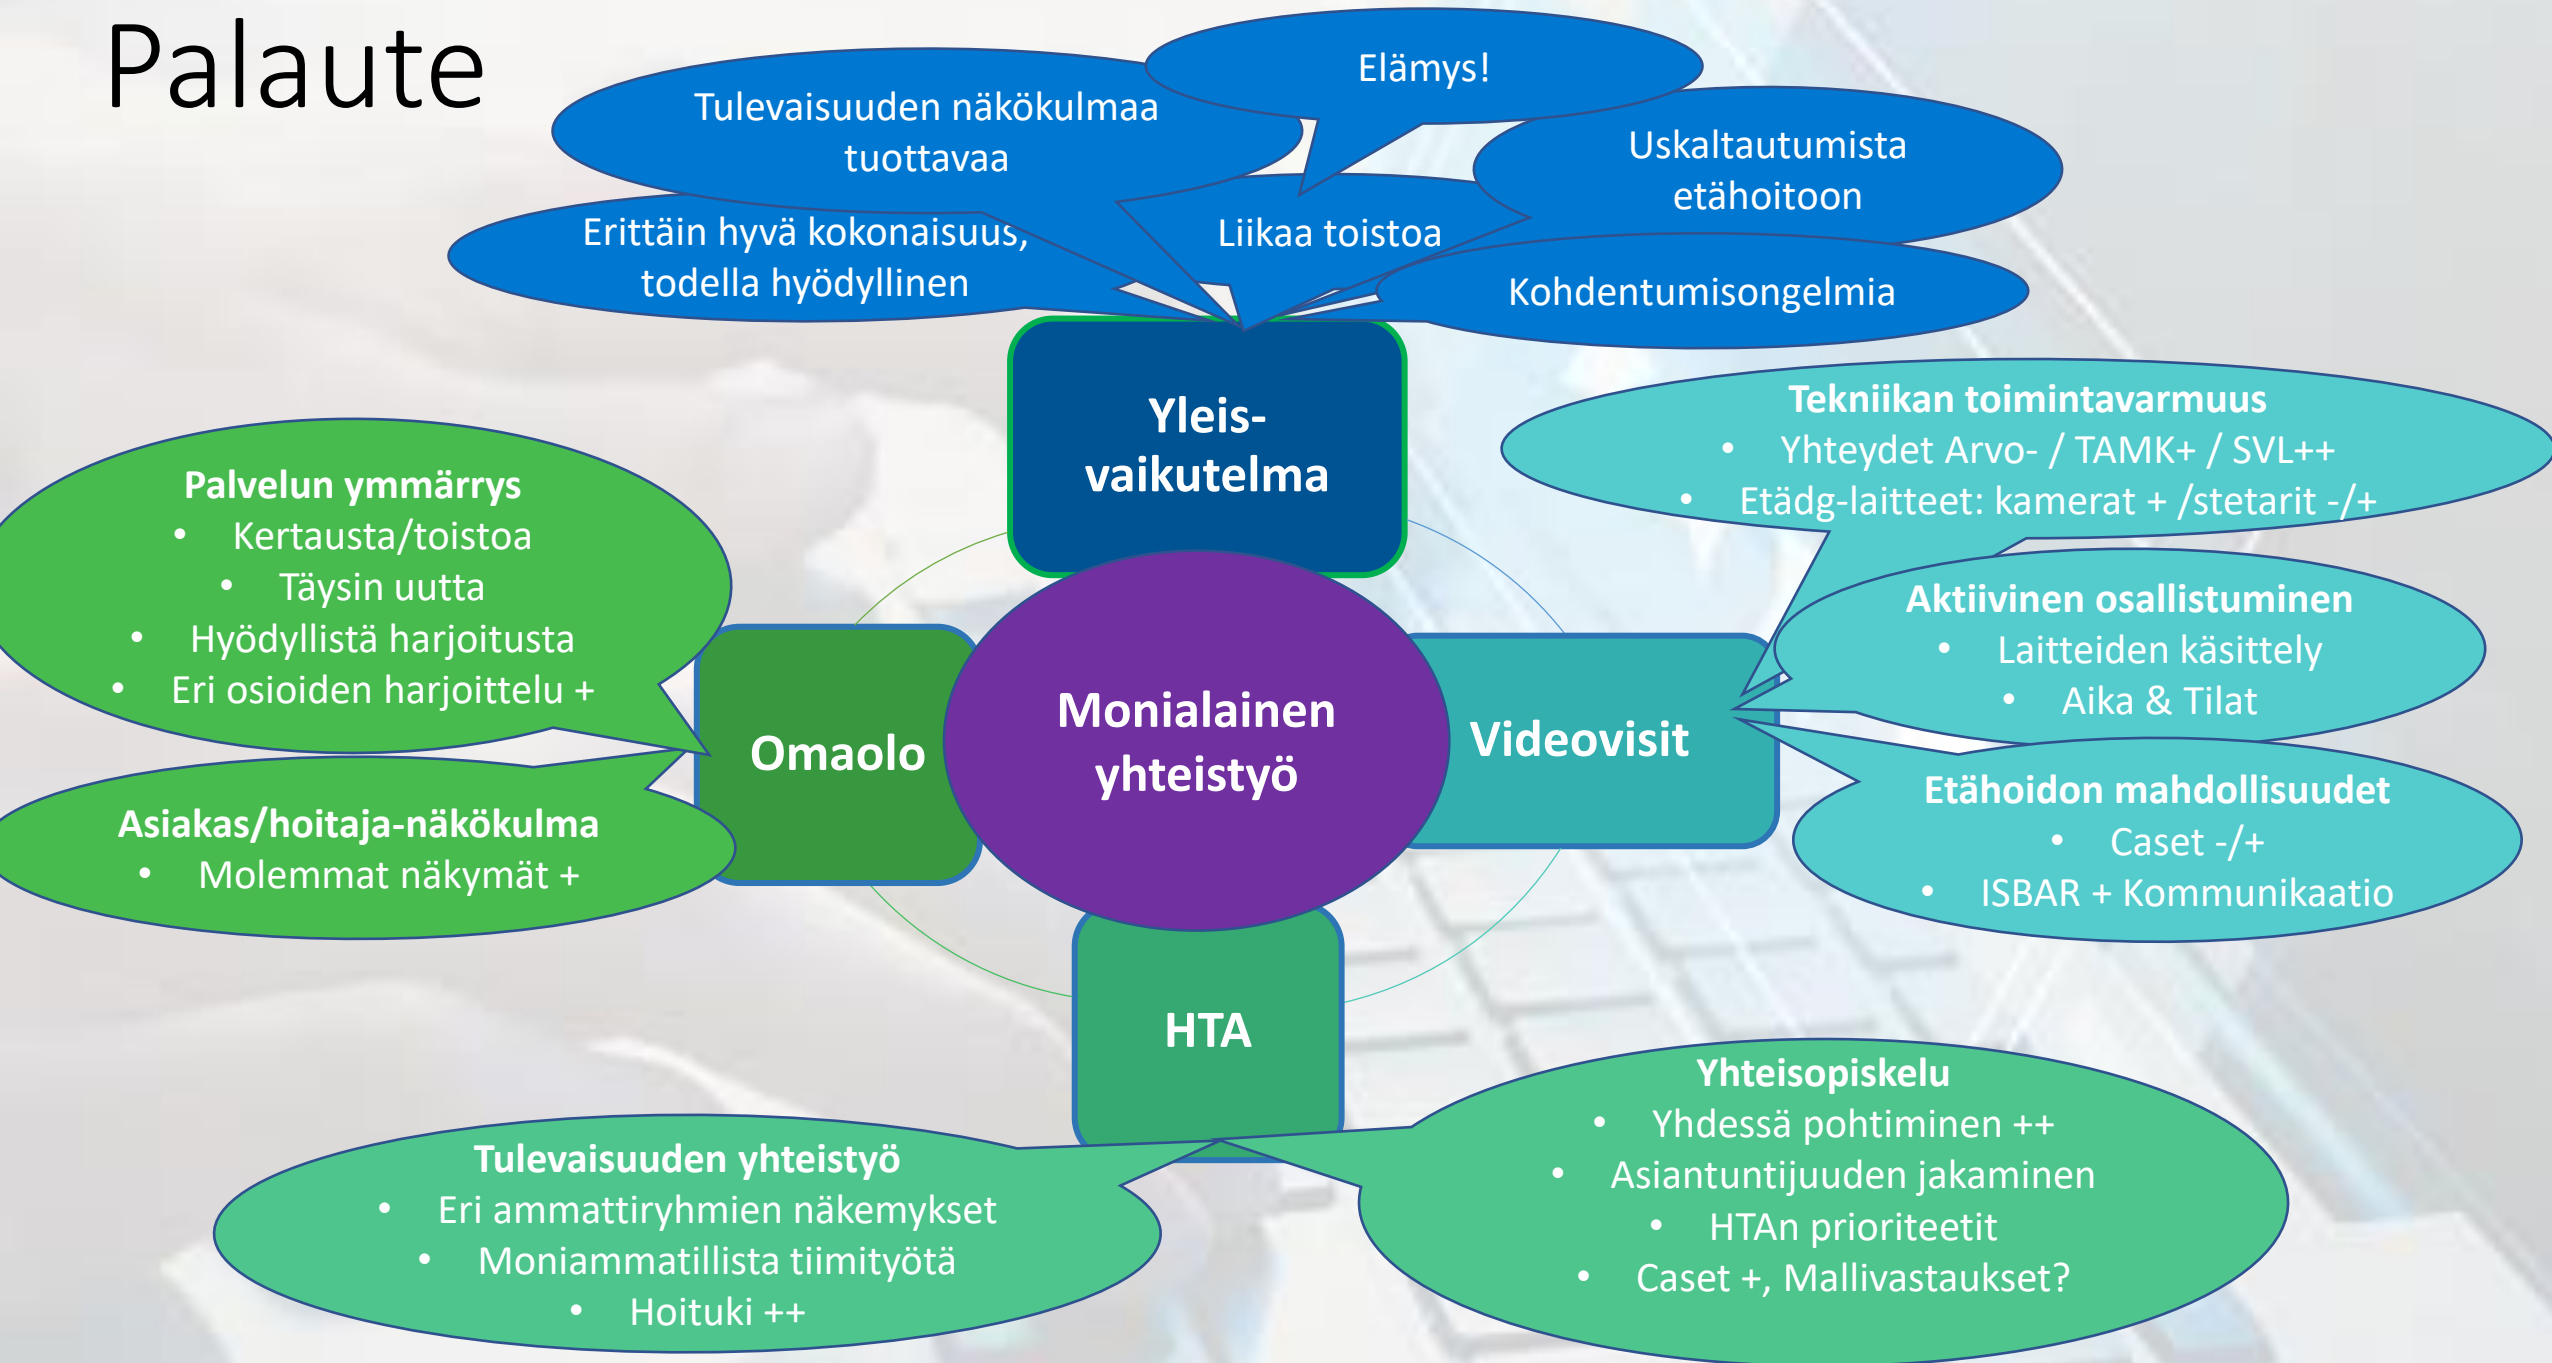 Palaute
Elämys!
Tulevaisuuden näkökulmaa
tuottavaa
Uskaltautumista
etähoitoon
Erittäin hyvä kokonaisuus,
todella hyödyllinen
Liikaa toistoa
Kohdentumisongelmia
Yleis-
vaikutelma
Tekniikan toimintavarmuus
• Yhteydet Arvo- / TAMK+ / SVL++
• Etädg-laitteet: kamerat + /stetarit -/+
Palvelun ymmärrys
• Kertausta/toistoa
• Täysin uutta
• Hyödyllistä harjoitusta
• Eri osioiden harjoittelu +
Aktiivinen osallistuminen
• Laitteiden käsittely
• Aika & Tilat
Omaolo
Monialainen
yhteistyö
Videovisit
Asiakas/hoitaja-näkökulma
• Molemmat näkymät +
Etähoidon mahdollisuudet
• Caset -/+
• ISBAR + Kommunikaatio
HTA
Tulevaisuuden yhteistyö
• Eri ammattiryhmien näkemykset
• Moniammatillista tiimityötä
• Hoituki ++
Yhteisopiskelu
• Yhdessä pohtiminen ++
• Asiantuntijuuden jakaminen
• HTAn prioriteetit
• Caset +, Mallivastaukset?